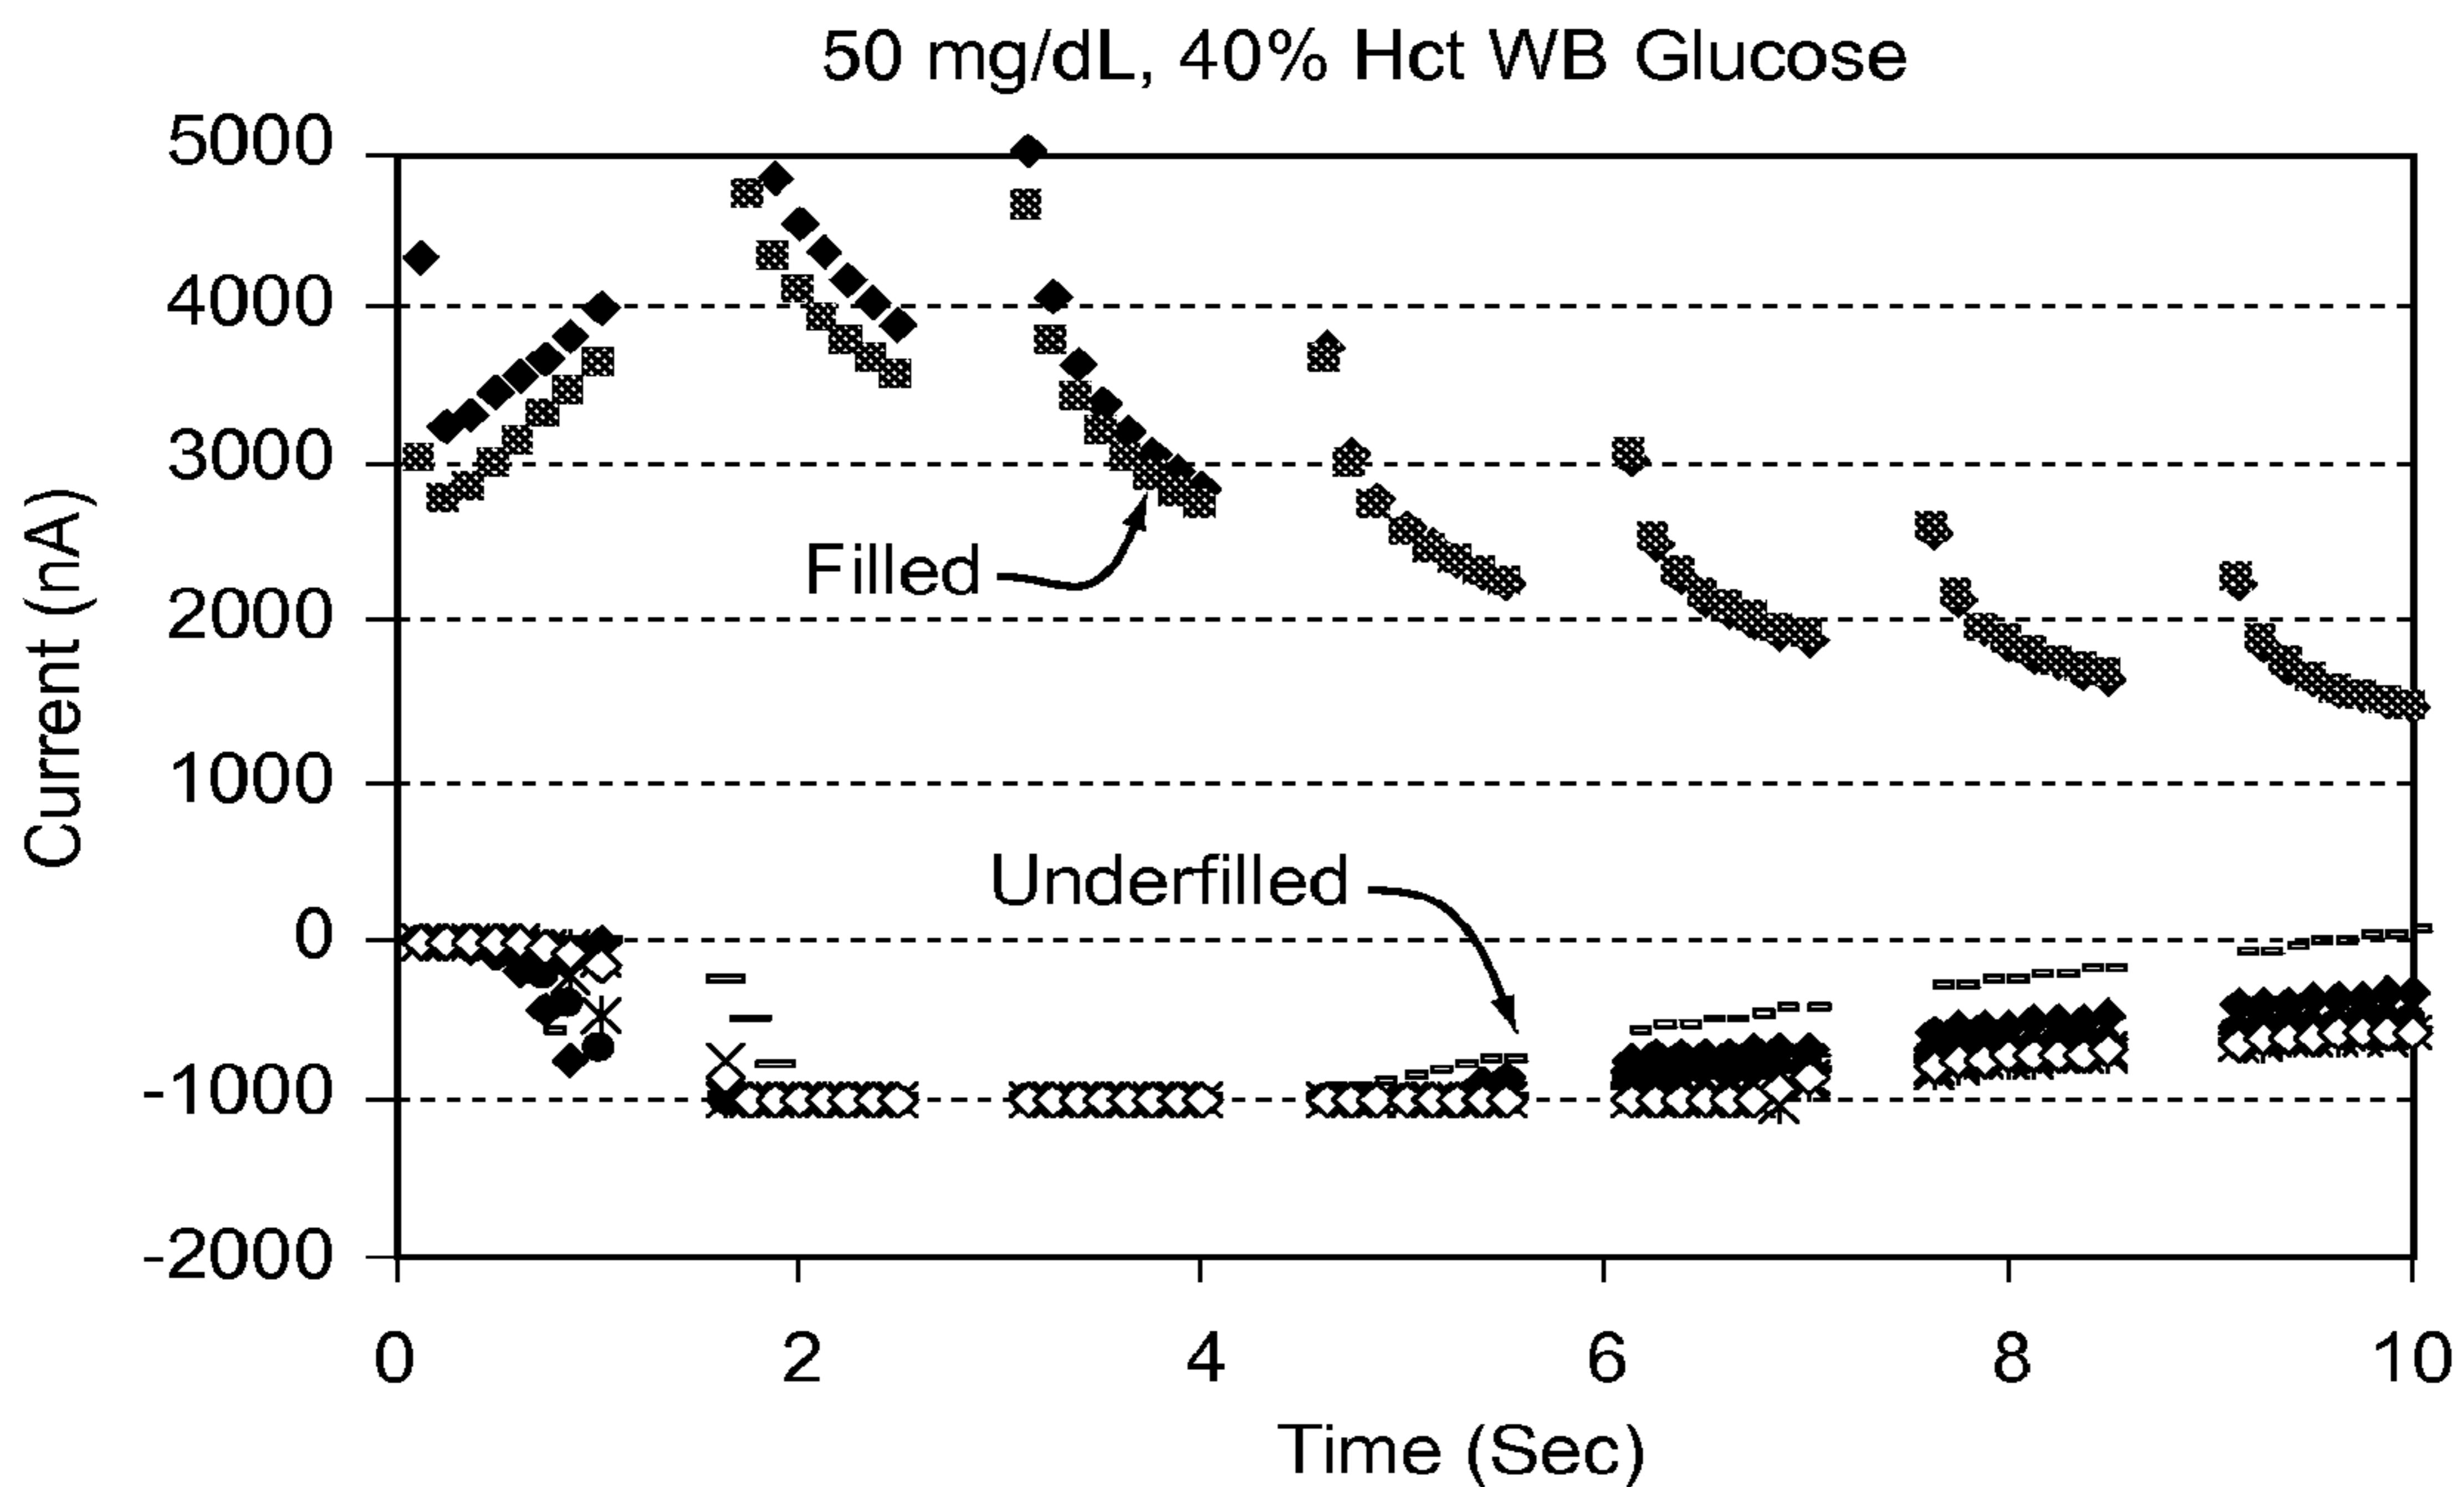 50 mg/dL, 40% Hct WB Glucose
5000
4000
3000
2000
1000
0
-1000
-2000
Current (nA)
Filled
Underfilled
0 2 4 6 8 10
Time (Sec)